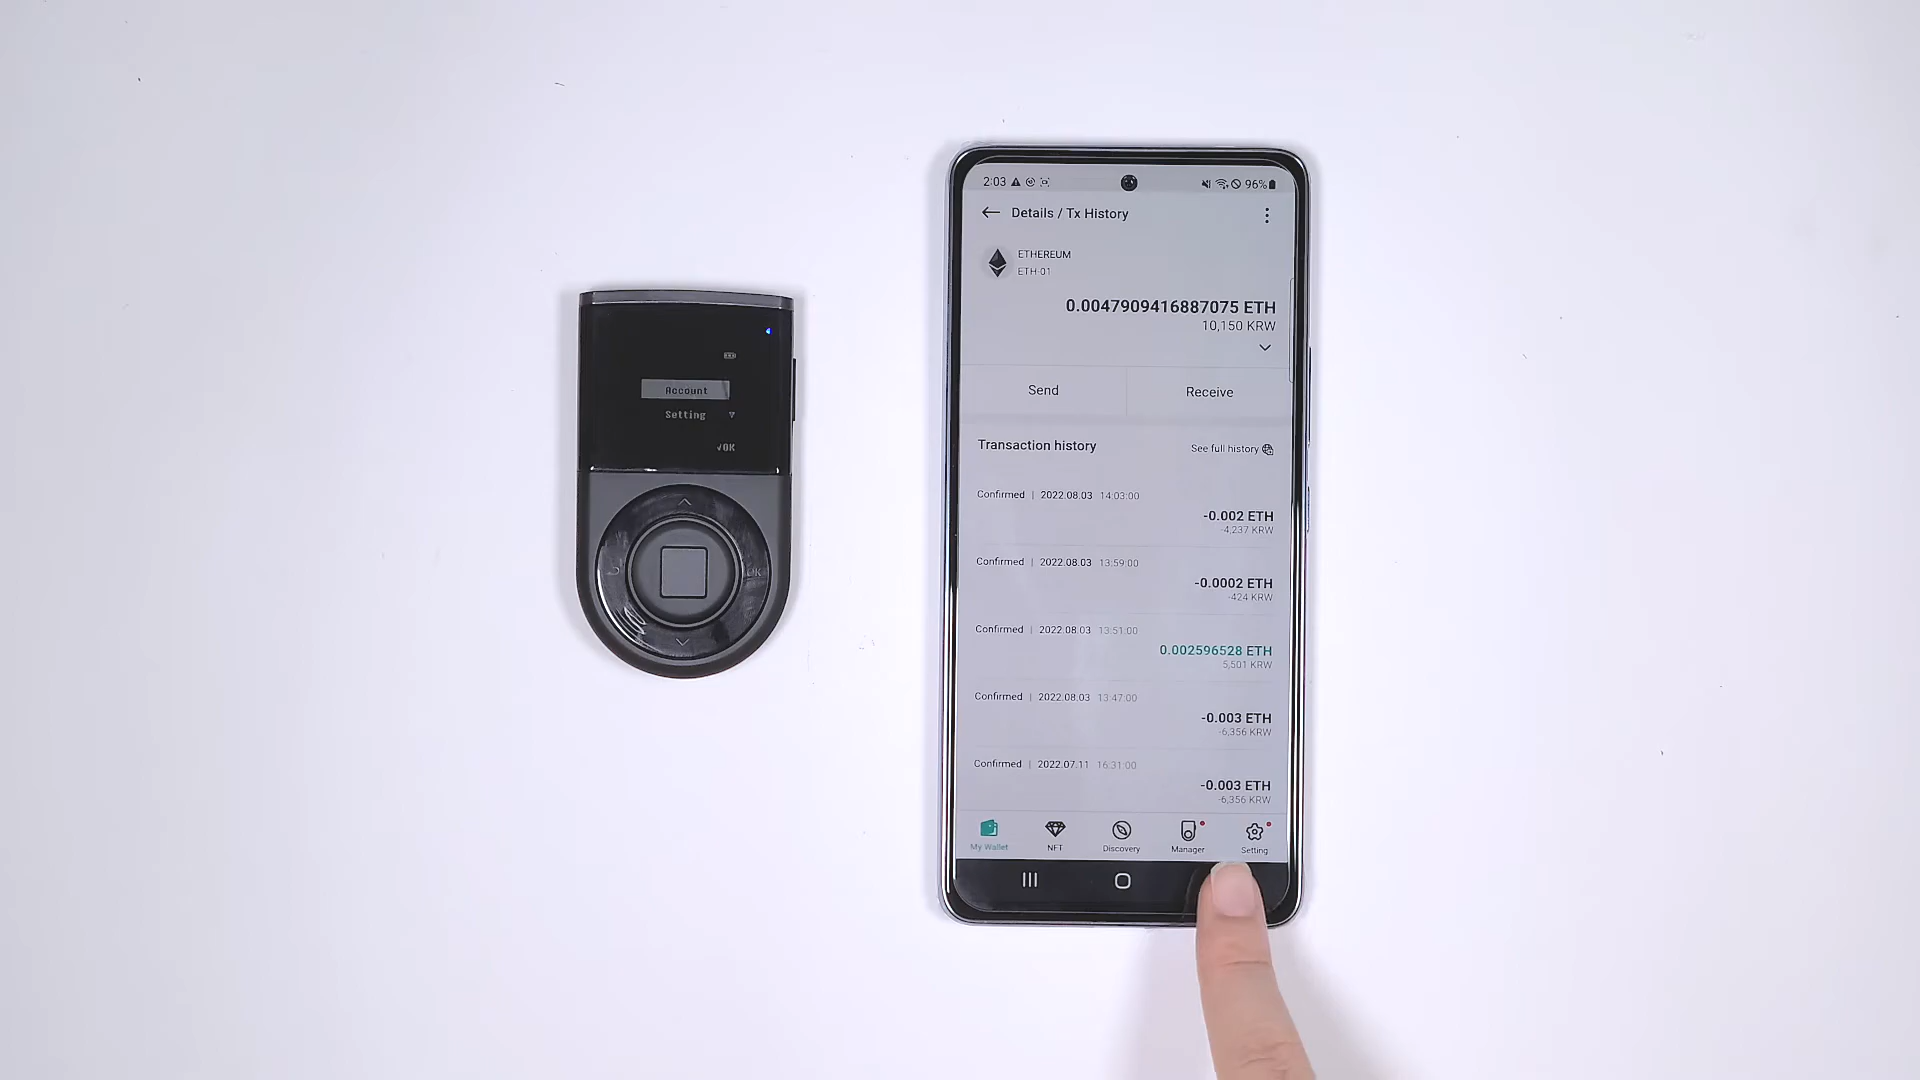 Account
Setting
√OK
OK
2:03
96%
Details / Tx History
ETHEREUM
ETH-01
0.0047909416887075 ETH
10,150 KRW
Send
Receive
Transaction history
See full history
Confirmed | 2022.08.03 14:03:00
-0.002 ETH
-4,237 KRW
Confirmed | 2022.08.03 13:59:00
-0.0002 ETH
-424 KRW
Confirmed | 2022.08.03 13:51:00
0.002596528 ETH
5,501 KRW
Confirmed | 2022.08.03 13:47:00
-0.003 ETH
-6,356 KRW
Confirmed | 2022.07.11 16:31:00
-0.003 ETH
-6,356 KRW
My Wallet
NFT
Discovery
Manager
Setting